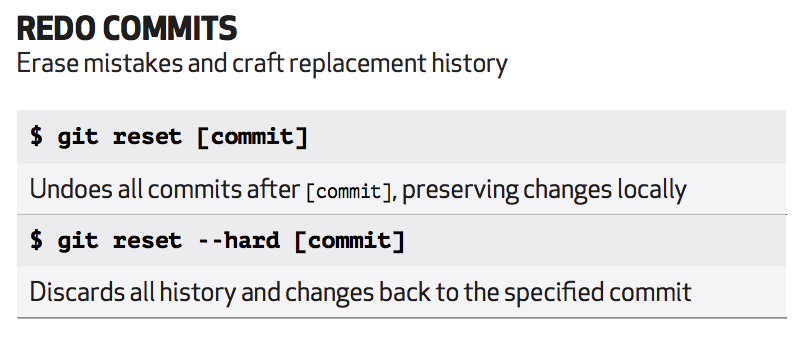 REDO COMMITS
Erase mistakes and craft replacement history
$ git reset [commit]
Undoes all commits after [commit], preserving changes locally
$ git reset --hard [commit]
Discards all history and changes back to the specified commit